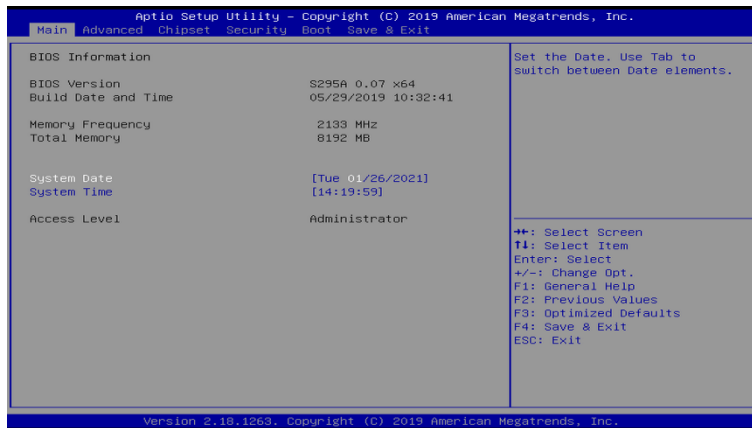 Aptio Setup Utility – Copyright (C) 2019 American Megatrends, Inc.
Main Advanced Chipset Security Boot Save & Exit
BIOS Information
BIOS Version S295A 0.07 x64
Build Date and Time 05/29/2019 10:32:41
Memory Frequency 2133 MHz
Total Memory 8192 MB
System Date [Tue 01/26/2021]
System Time [14:19:59]
Access Level Administrator
Set the Date. Use Tab to
switch between Date elements.
→←: Select Screen
↑↓: Select Item
Enter: Select
+/-: Change Opt.
F1: General Help
F2: Previous Values
F3: Optimized Defaults
F4: Save & Exit
ESC: Exit
Version 2.18.1263. Copyright (C) 2019 American Megatrends, Inc.